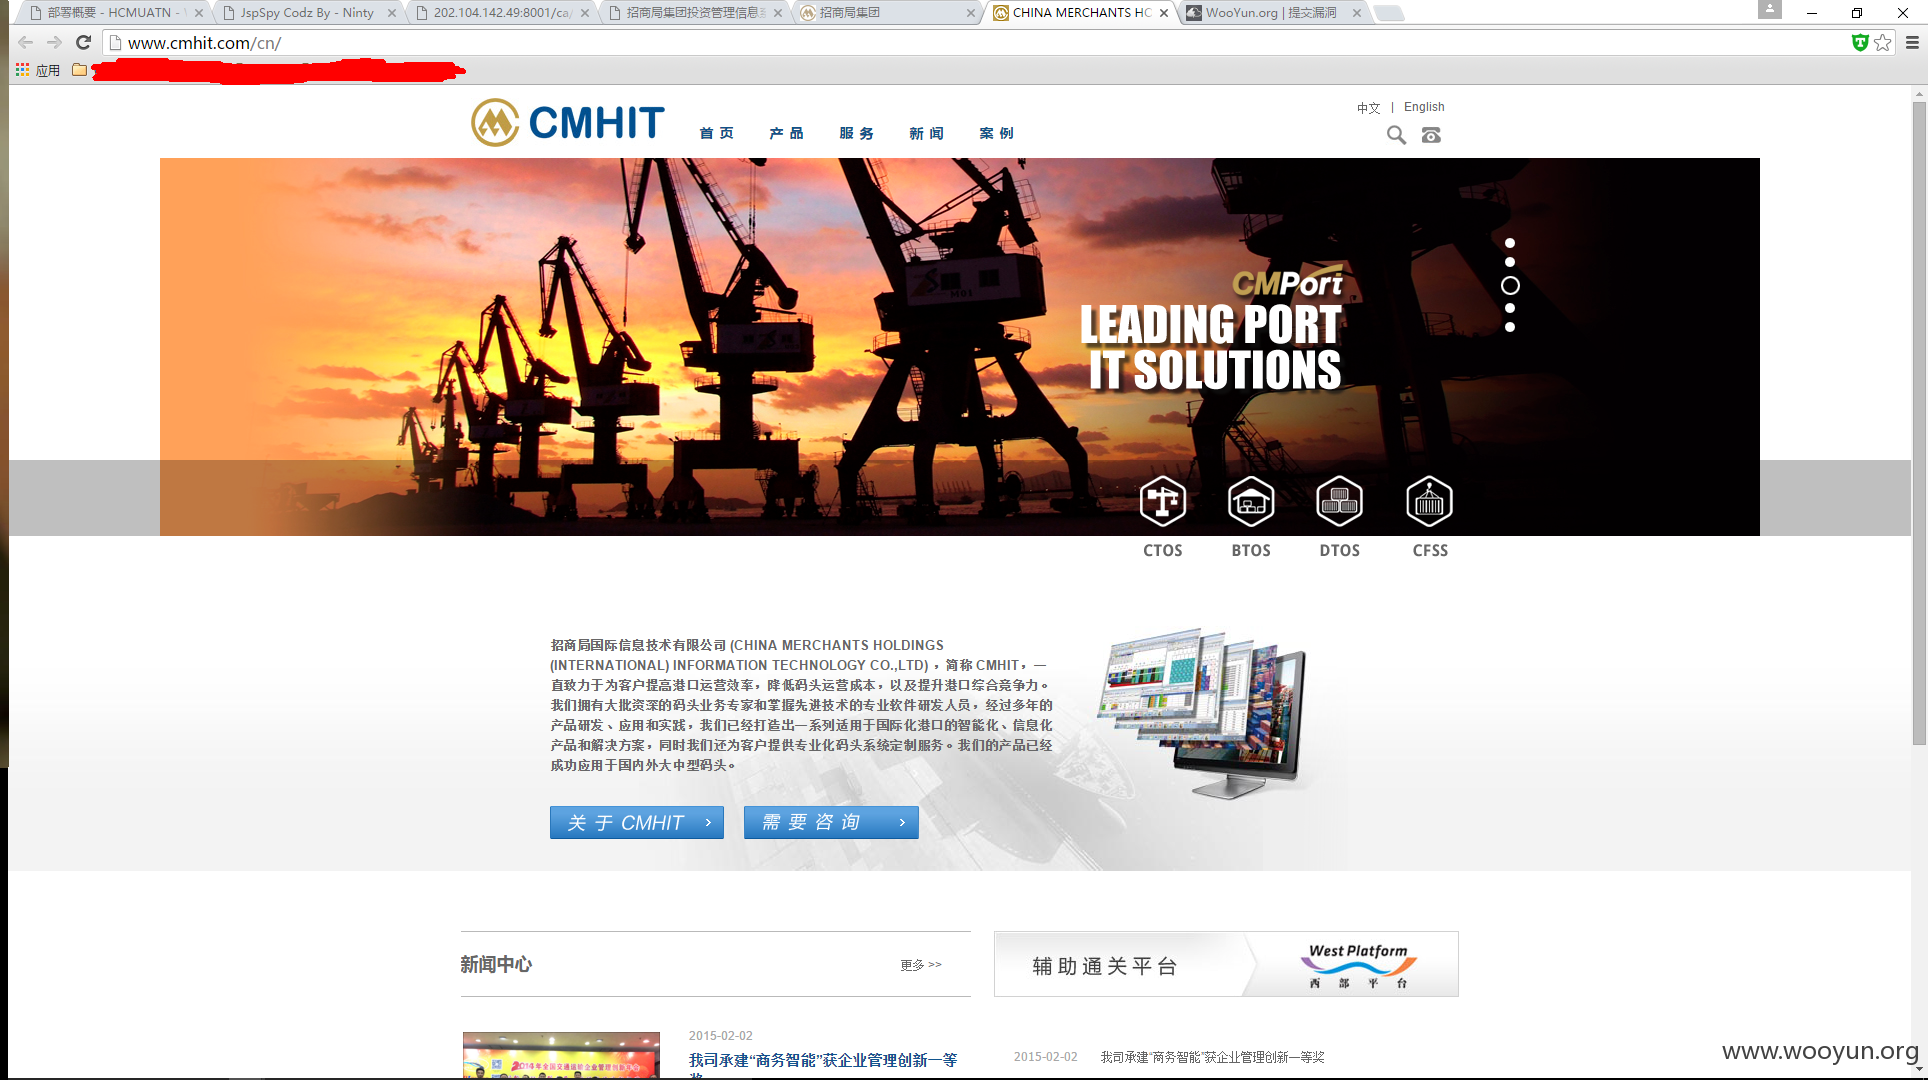 部署概要 - HCMUATN -
JspSpy Codz By - Ninty
202.104.142.49:8001/ca/
招商局集团投资管理信息
招商局集团
CHINA MERCHANTS HC
WooYun.org | 提交漏洞
www.cmhit.com/cn/
应用
中文 | English
CMHIT
首页 产品 服务 新闻 案例
CMPort
LEADING PORT
IT SOLUTIONS
CTOS BTOS DTOS CFSS
招商局国际信息技术有限公司 (CHINA MERCHANTS HOLDINGS
(INTERNATIONAL) INFORMATION TECHNOLOGY CO.,LTD) ，简称 CMHIT，一
直致力于为客户提高港口运营效率，降低码头运营成本，以及提升港口综合竞争力。
我们拥有大批资深的码头业务专家和掌握先进技术的专业软件研发人员，经过多年的
产品研发、应用和实践，我们已经打造出一系列适用于国际化港口的智能化、信息化
产品和解决方案，同时我们还为客户提供专业化码头系统定制服务。我们的产品已经
成功应用于国内外大中型码头。
关于 CMHIT
需要咨询
新闻中心
更多 >>
辅助通关平台
West Platform
西部平台
2015-02-02
我司承建“商务智能”获企业管理创新一等
2015-02-02 我司承建“商务智能”获企业管理创新一等奖
www.wooyun.org